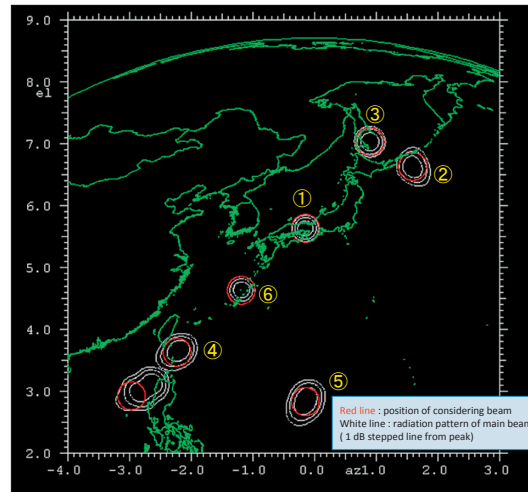 9.0
8.0
el
7.0
6.0
5.0
4.0
3.0
2.0
③
②
①
⑥
④
⑤
Red line : position of considering beam
White line : radiation pattern of main beam
( 1 dB stepped line from peak)
-4.0 -3.0 -2.0 -1.0 0.0 az1.0 2.0 3.0